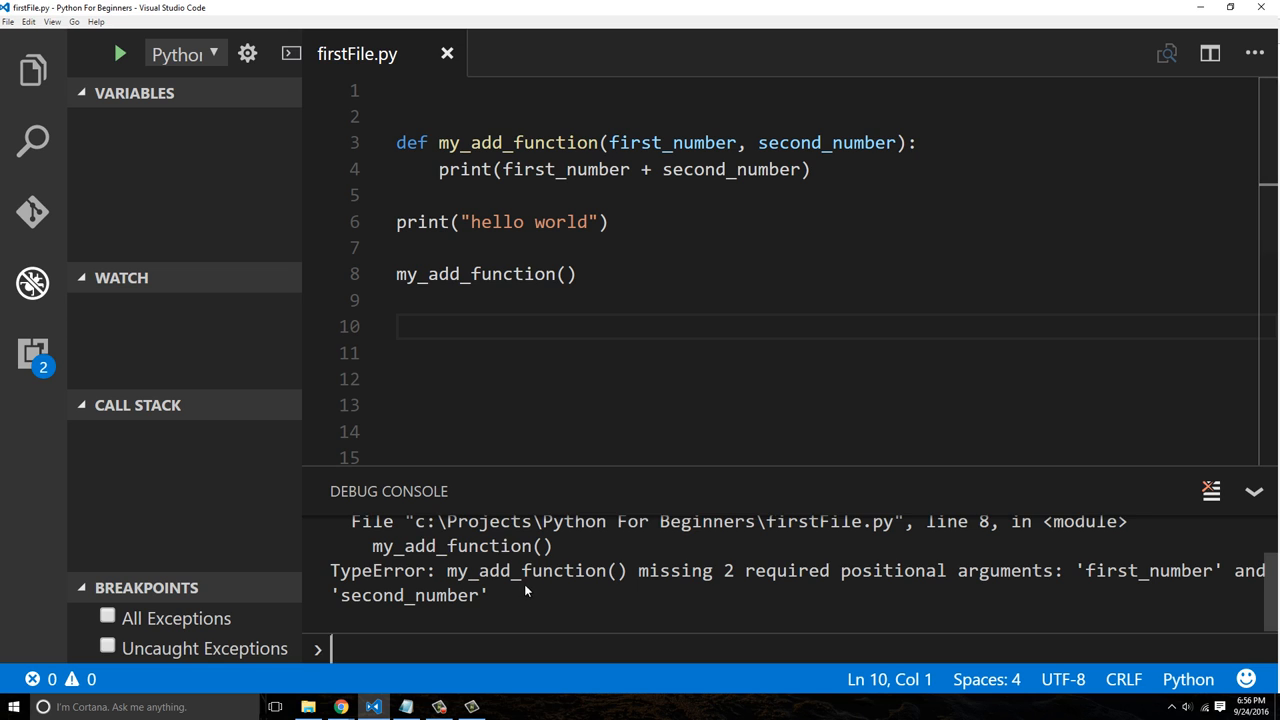 firstFile.py - Python For Beginners - Visual Studio Code
File Edit View Go Help
Python
firstFile.py
VARIABLES
WATCH
CALL STACK
BREAKPOINTS
All Exceptions
Uncaught Exceptions
2
1
2
3 def my_add_function(first_number, second_number):
4 print(first_number + second_number)
5
6 print("hello world")
7
8 my_add_function()
9
10
11
12
13
14
15
DEBUG CONSOLE
File "c:\Projects\Python For Beginners\firstFile.py", line 8, in <module>
my_add_function()
TypeError: my_add_function() missing 2 required positional arguments: 'first_number' and
'second_number'
0 0 Ln 10, Col 1 Spaces: 4 UTF-8 CRLF Python
I'm Cortana. Ask me anything.
6:56 PM
9/24/2016